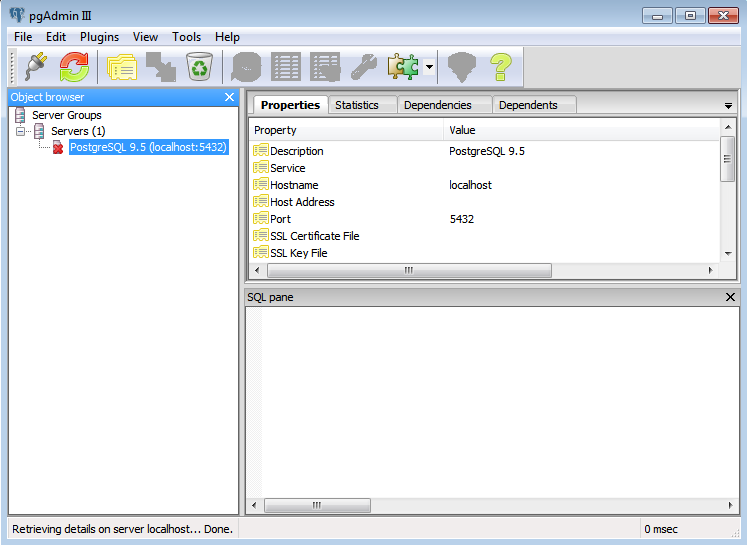 pgAdmin III
File Edit Plugins View Tools Help
Object browser
Server Groups
Servers (1)
PostgreSQL 9.5 (localhost:5432)
Properties Statistics Dependencies Dependents
Property Value
Description PostgreSQL 9.5
Service
Hostname localhost
Host Address
Port 5432
SSL Certificate File
SSL Key File
SQL pane
Retrieving details on server localhost... Done. 0 msec